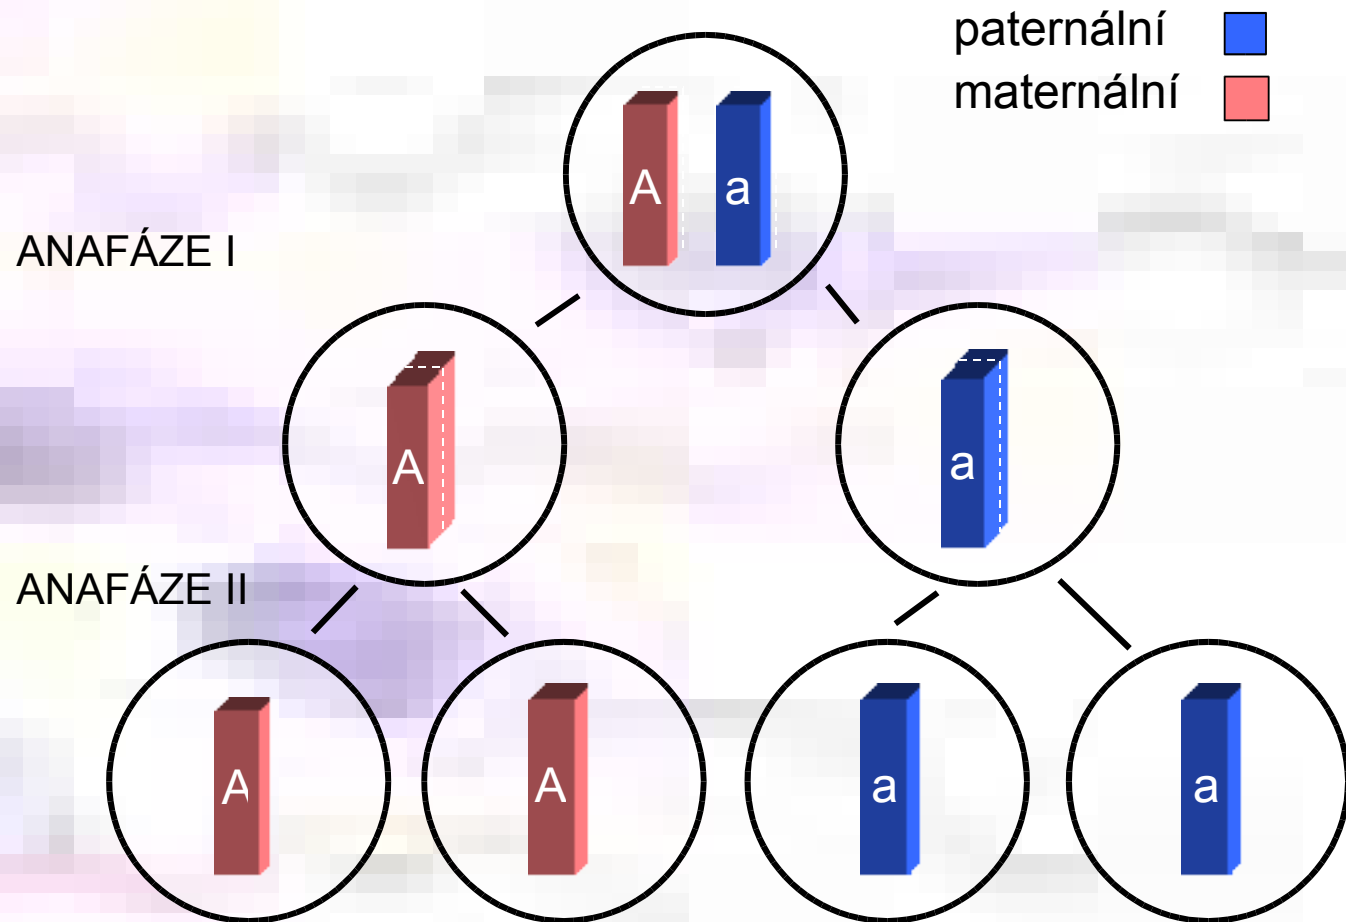 paternální
maternální
A a
ANAFÁZE I
A a
ANAFÁZE II
A A a a